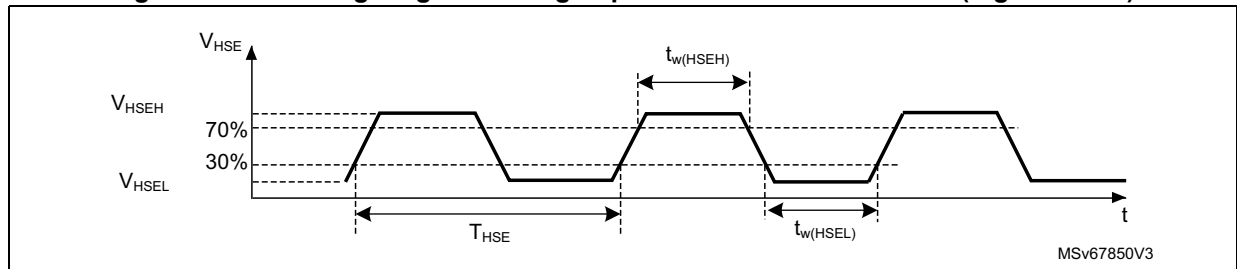 V_HSE
t_w(HSEH)
V_HSEH
70%
30%
V_HSEL
T_HSE
t_w(HSEL)
t
MSv67850V3